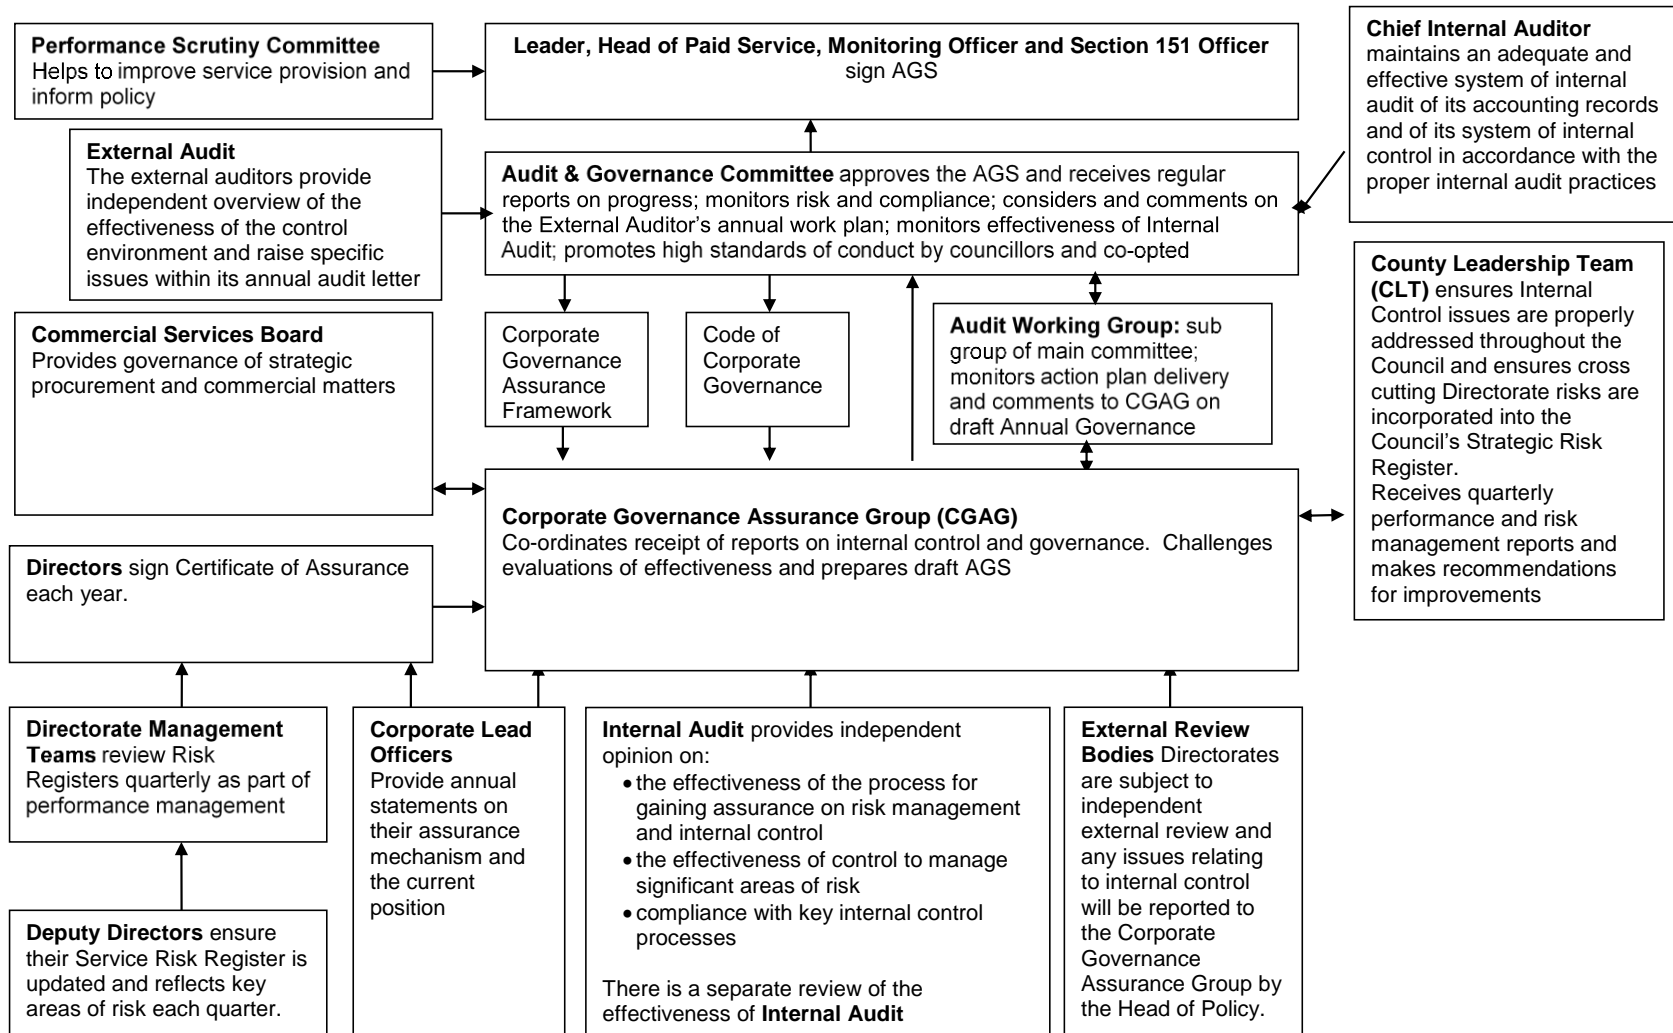 Performance Scrutiny Committee
Helps to improve service provision and
inform policy
Leader, Head of Paid Service, Monitoring Officer and Section 151 Officer
sign AGS
Chief Internal Auditor
maintains an adequate and
effective system of internal
audit of its accounting records
and of its system of internal
control in accordance with the
proper internal audit practices
External Audit
The external auditors provide
independent overview of the
effectiveness of the control
environment and raise specific
issues within its annual audit letter
Audit & Governance Committee approves the AGS and receives regular
reports on progress; monitors risk and compliance; considers and comments on
the External Auditor's annual work plan; monitors effectiveness of Internal
Audit; promotes high standards of conduct by councillors and co-opted
County Leadership Team
(CLT) ensures Internal
Control issues are properly
addressed throughout the
Council and ensures cross
cutting Directorate risks are
incorporated into the
Council's Strategic Risk
Register.
Receives quarterly
performance and risk
management reports and
makes recommendations
for improvements
Commercial Services Board
Provides governance of strategic
procurement and commercial matters
Corporate
Governance
Assurance
Framework
Code of
Corporate
Governance
Audit Working Group: sub
group of main committee;
monitors action plan delivery
and comments to CGAG on
draft Annual Governance
Corporate Governance Assurance Group (CGAG)
Co-ordinates receipt of reports on internal control and governance.  Challenges
evaluations of effectiveness and prepares draft AGS
Directors sign Certificate of Assurance
each year.
Directorate Management
Teams review Risk
Registers quarterly as part of
performance management
Deputy Directors ensure
their Service Risk Register is
updated and reflects key
areas of risk each quarter.
Corporate Lead
Officers
Provide annual
statements on
their assurance
mechanism and
the current
position
Internal Audit provides independent
opinion on:
• the effectiveness of the process for
gaining assurance on risk management
and internal control
• the effectiveness of control to manage
significant areas of risk
• compliance with key internal control
processes
There is a separate review of the
effectiveness of Internal Audit
External Review
Bodies Directorates
are subject to
independent
external review and
any issues relating
to internal control
will be reported to
the Corporate
Governance
Assurance Group by
the Head of Policy.